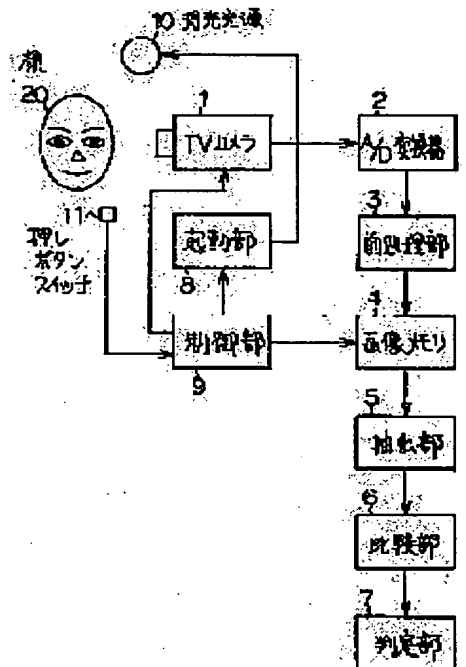 10 閃光光源
顔
20
1
TVカメラ
2
A/D変換器
11
押し
ボタン
スイッチ
起動部
8
3
前処理部
制御部
9
4
画像メモリ
5
抽出部
6
比較部
7
判定部